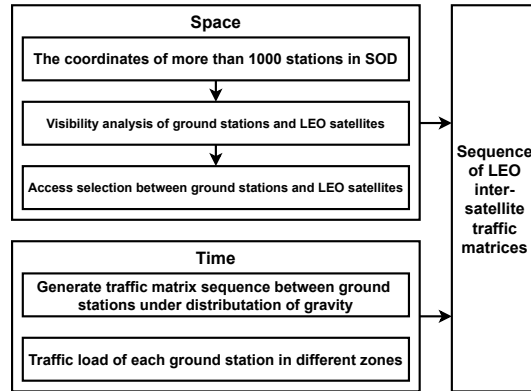 Space
The coordinates of more than 1000 stations in SOD
Visibility analysis of ground stations and LEO satellites
Access selection between ground stations and LEO satellites
Time
Generate traffic matrix sequence between ground
stations under distribution of gravity
Traffic load of each ground station in different zones
Sequence
of LEO
inter-
satellite
traffic
matrices